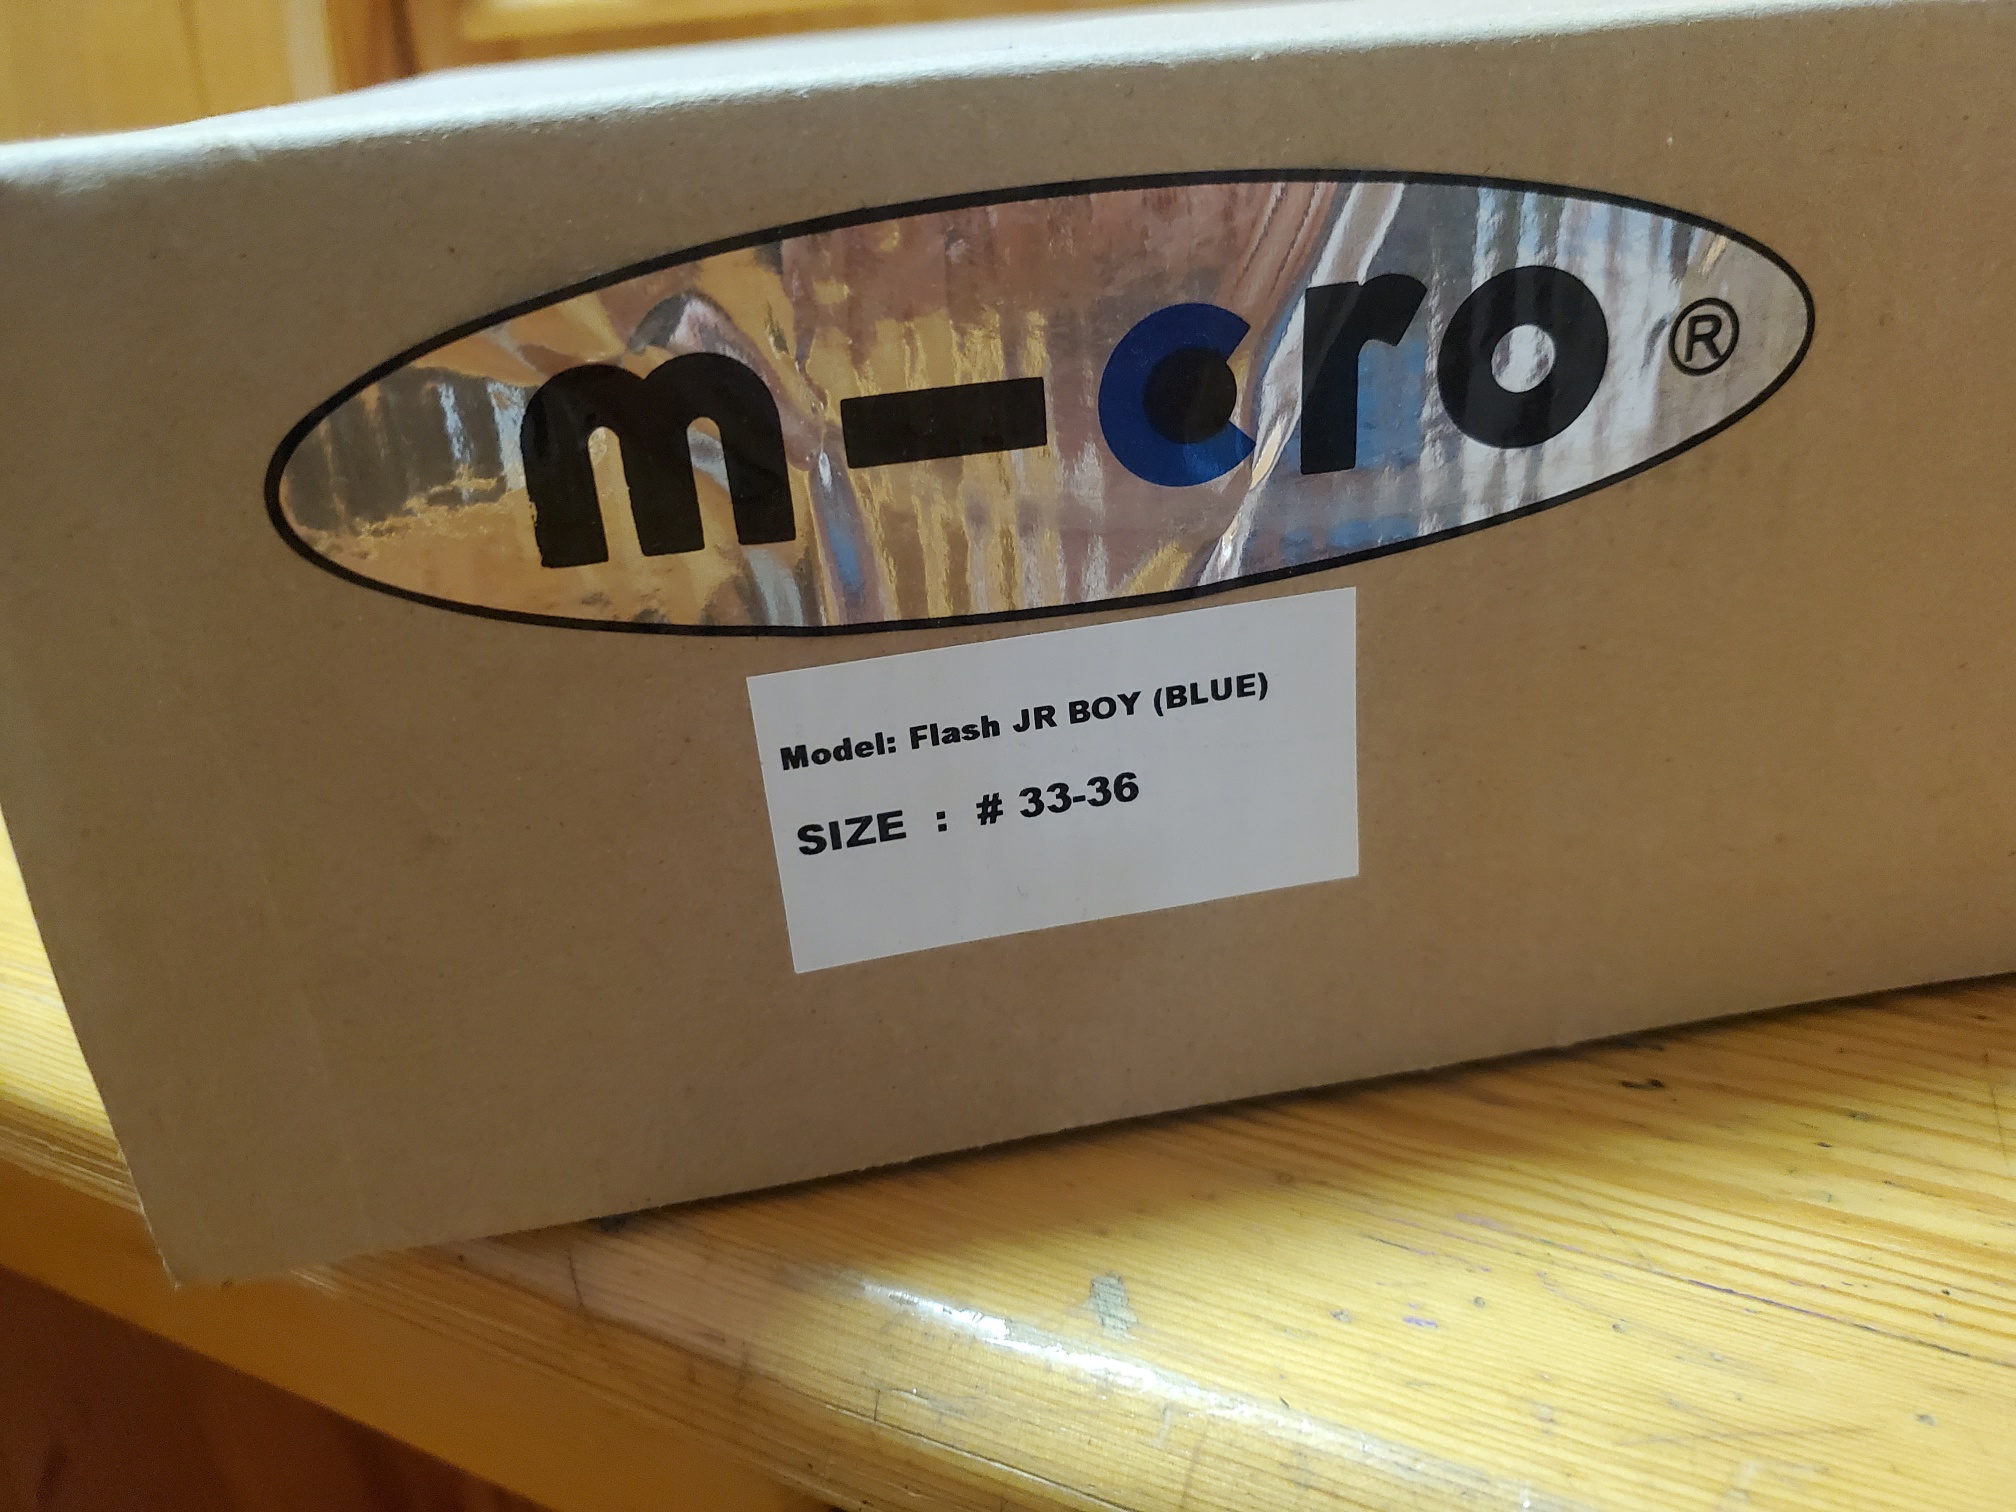 m-cro ®
Model: Flash JR BOY (BLUE)
SIZE : # 33-36